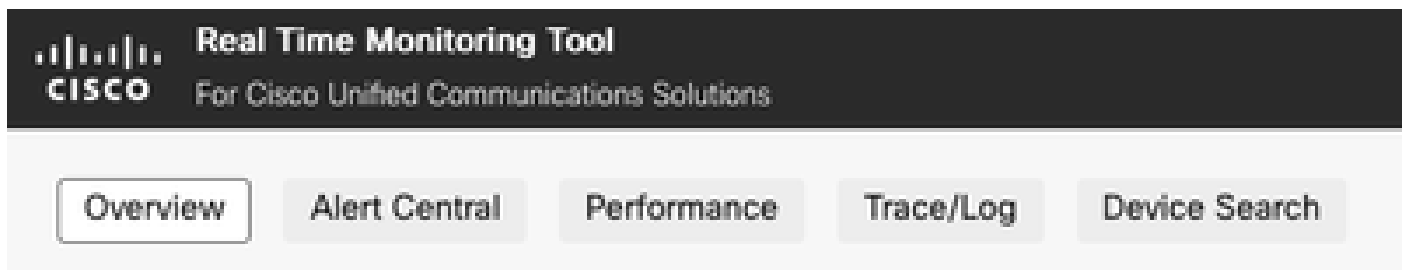 Real Time Monitoring Tool
CISCO
For Cisco Unified Communications Solutions
Overview
Alert Central
Performance
Trace/Log
Device Search